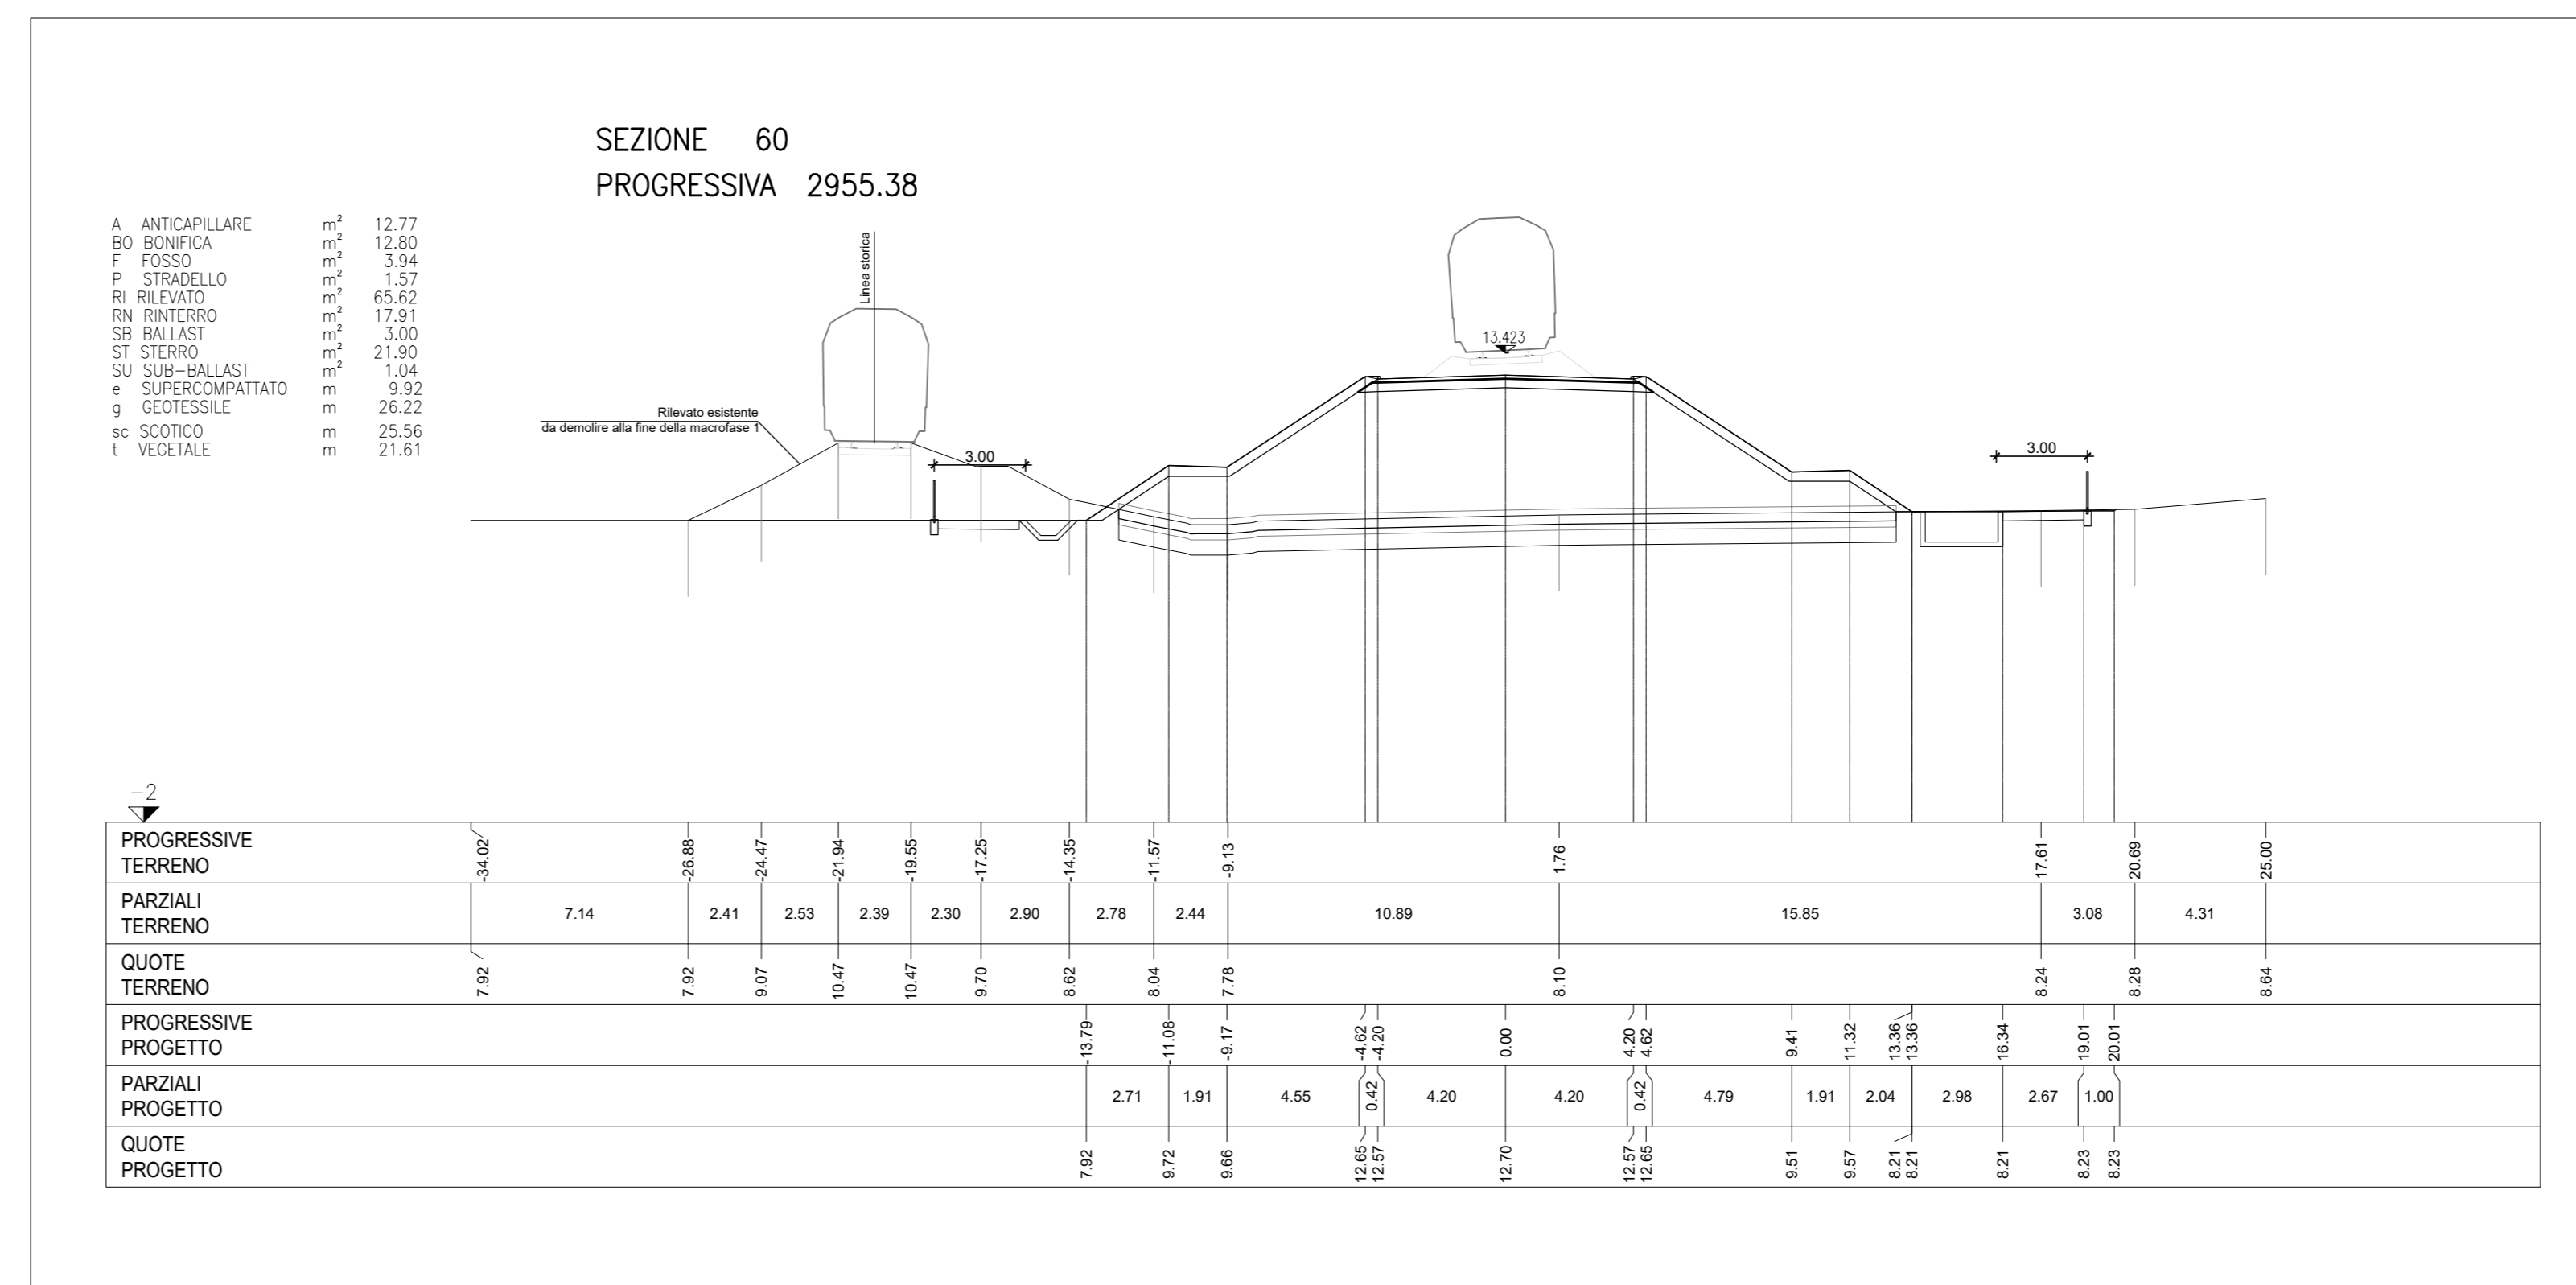 SEZIONE 60
PROGRESSIVA 2955.38
A ANTICAPILLARE m² 12.77
BO BONIFICA m² 12.80
F FOSSO m² 3.94
P STRADELLO m² 1.57
RI RILEVATO m² 65.62
RN RINTERRO m² 17.91
SB BALLAST m² 3.00
ST STERRO m² 21.90
SU SUB-BALLAST m² 1.04
e SUPERCOMPATTATO m 9.92
g GEOTESSILE m 26.22
sc SCOTICO m 25.56
t VEGETALE m 21.61
Linea storica
13.423
Rilevato esistente
da demolire alla fine della macrofase 1
3.00
3.00
-2
PROGRESSIVE
TERRENO
-34.02 -26.88 -24.47 -21.94 -19.55 -17.25 -14.35 -11.57 -9.13 1.76 17.61 20.69 25.00
PARZIALI
TERRENO
7.14 2.41 2.53 2.39 2.30 2.90 2.78 2.44 10.89 15.85 3.08 4.31
QUOTE
TERRENO
7.92 7.92 9.07 10.47 10.47 9.70 8.62 8.04 7.78 8.10 8.24 8.28 8.64
PROGRESSIVE
PROGETTO
-13.79 -11.08 -9.17 -4.62 -4.20 0.00 4.20 4.62 9.41 11.32 13.36 13.36 16.34 19.01 20.01
PARZIALI
PROGETTO
2.71 1.91 4.55 0.42 4.20 4.20 0.42 4.79 1.91 2.04 2.98 2.67 1.00
QUOTE
PROGETTO
7.92 9.72 9.66 12.65 12.57 12.70 12.57 12.65 9.51 9.57 8.21 8.21 8.21 8.23 8.23